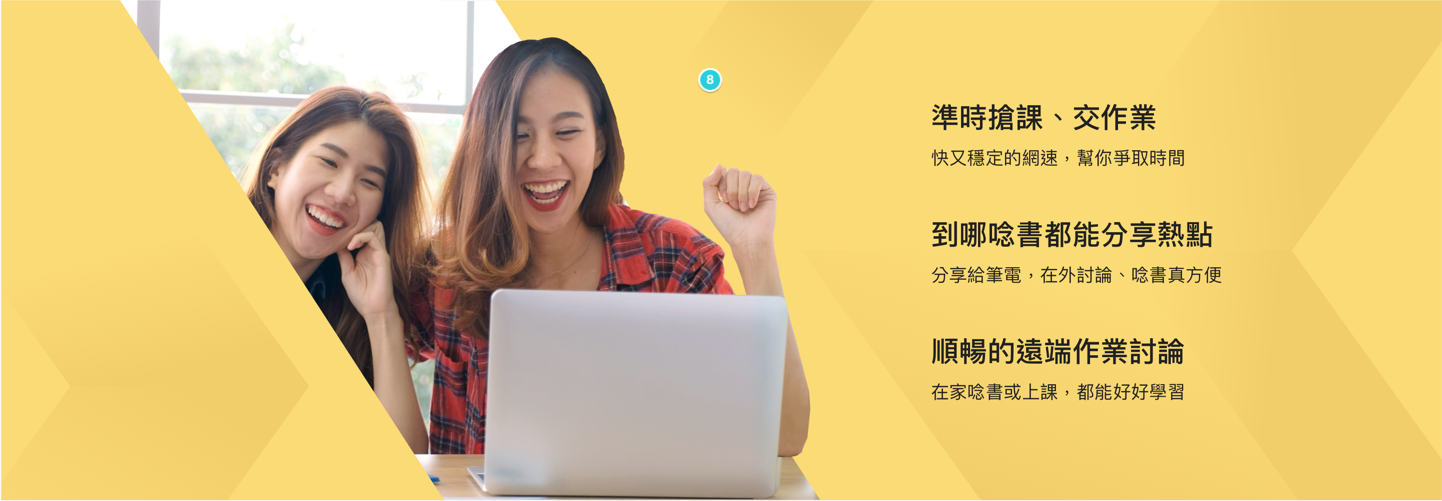 8
準時搶課、交作業
快又穩定的網速，幫你爭取時間
到哪唸書都能分享熱點
分享給筆電，在外討論、唸書真方便
順暢的遠端作業討論
在家唸書或上課，都能好好學習